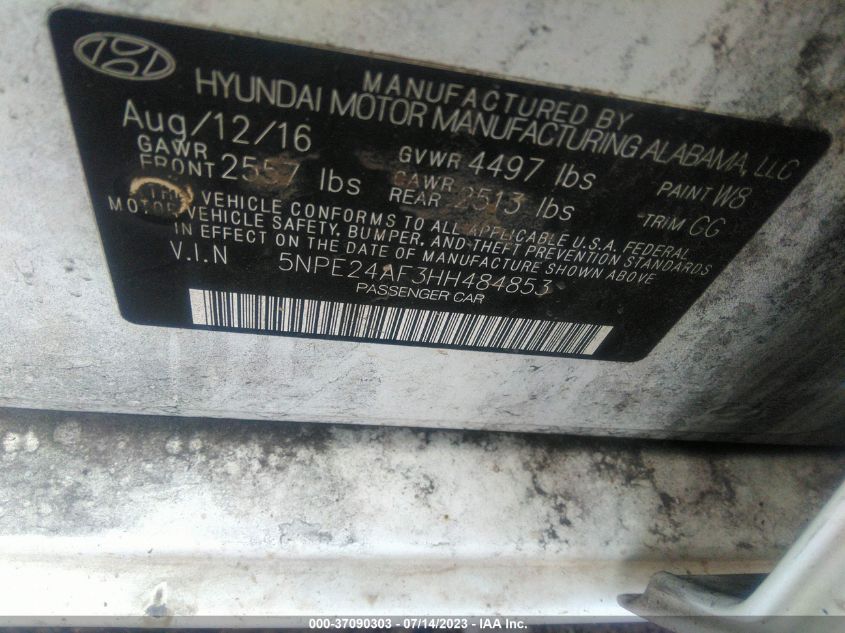 MANUFACTURED BY
HYUNDAI MOTOR MANUFACTURING ALABAMA, LLC
Aug/12/16 GVWR 4497 lbs PAINT W8
GAWR FRONT 2557 lbs GAWR REAR 2513 lbs TRIM GG
THIS VEHICLE CONFORMS TO ALL APPLICABLE U.S.A. FEDERAL
MOTOR VEHICLE SAFETY, BUMPER, AND THEFT PREVENTION STANDARDS
IN EFFECT ON THE DATE OF MANUFACTURE SHOWN ABOVE
V.I.N 5NPE24AF3HH484853
PASSENGER CAR
000-37090303 - 07/14/2023 - IAA Inc.